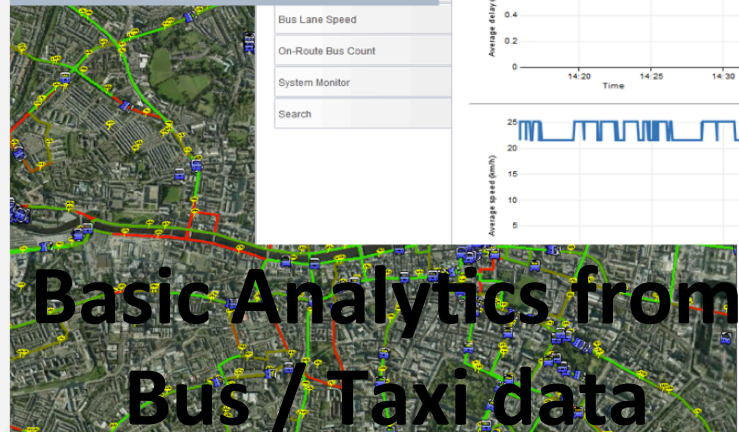 Bus Lane Speed
On-Route Bus Count
System Monitor
Search
Average delay
0.4
0.2
0
14:20
14:25
14:30
Time
25
20
15
10
5
Average speed (km/h)
Basic Analytics from
Bus / Taxi data